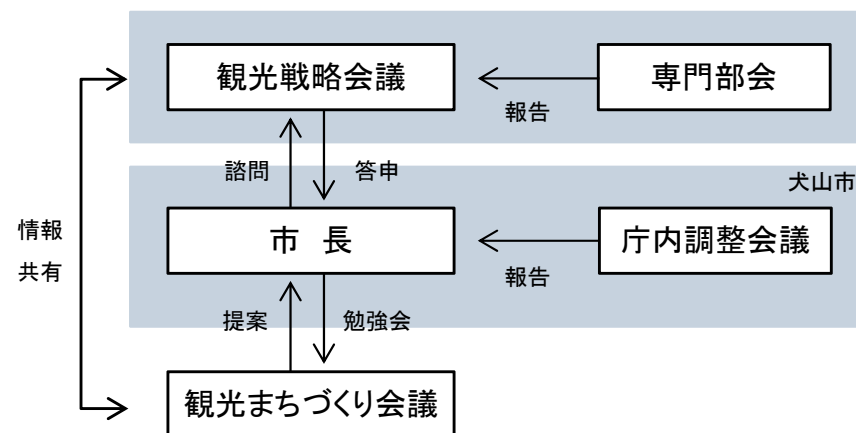 観光戦略会議
専門部会
報告
諮問
答申
犬山市
市 長
庁内調整会議
報告
情報
共有
提案
勉強会
観光まちづくり会議